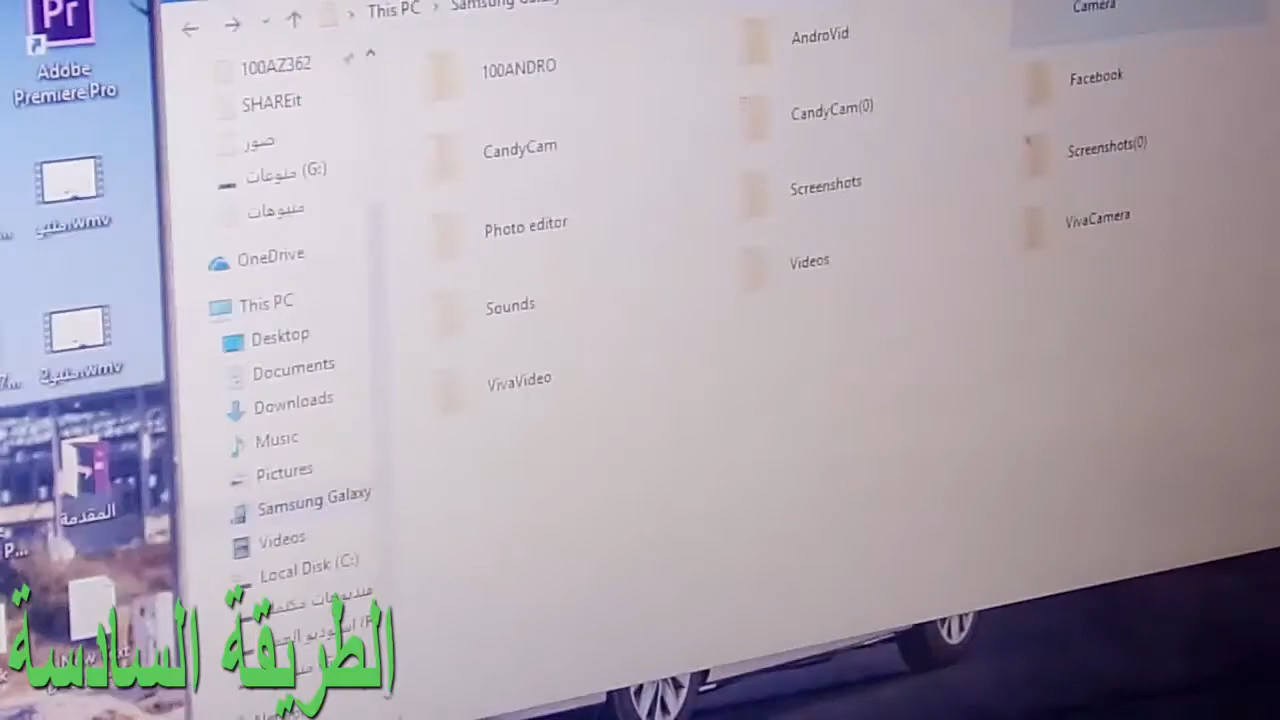 Pr
Adobe
Premiere Pro
المقدمة
This PC
100AZ362
SHAREit
صور
منوعات (G:)
OneDrive
This PC
Desktop
Documents
Downloads
Music
Pictures
Samsung Galaxy
Videos
Local Disk (C:)
100ANDRO
CandyCam
Photo editor
Sounds
VivaVideo
AndroVid
CandyCam(0)
Screenshots
Videos
Camera
Facebook
Screenshots(0)
VivaCamera
الطريقة السادسة